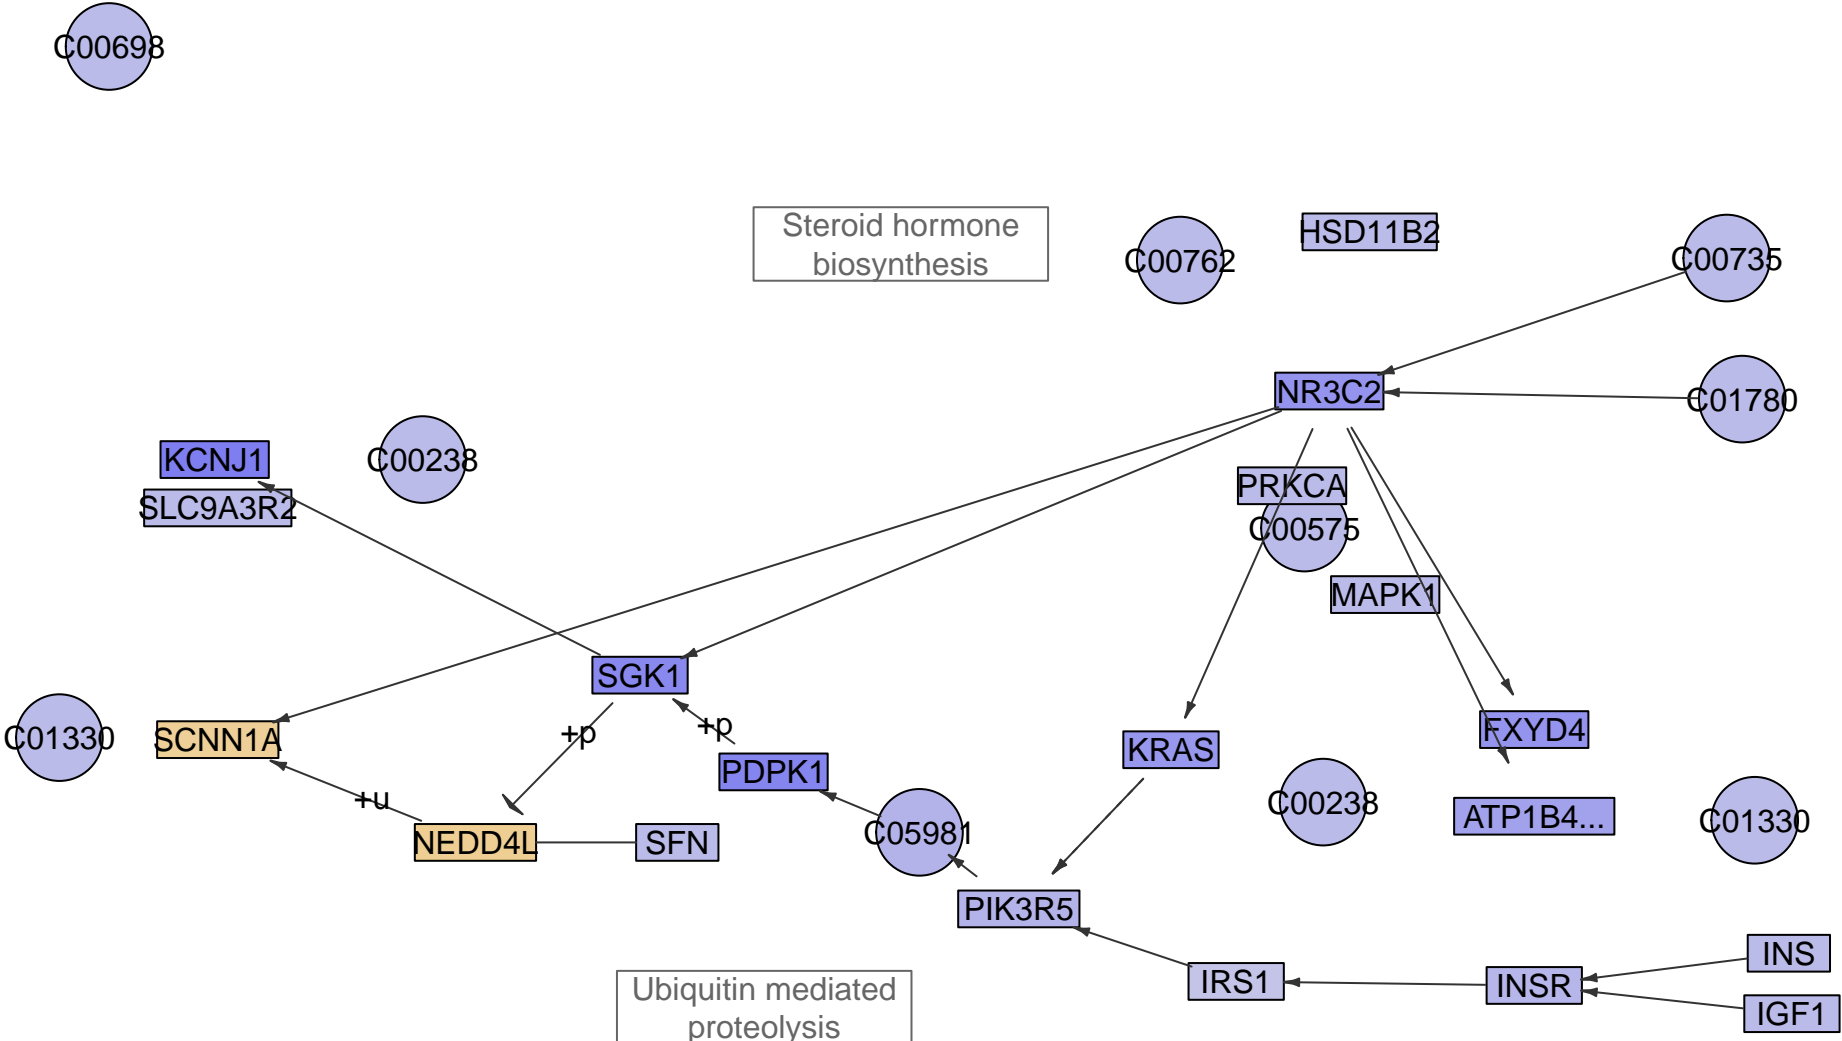 C00698
Steroid hormone
biosynthesis
C00762
HSD11B2
C00735
NR3C2
C01780
KCNJ1
C00238
SLC9A3R2
PRKCA
C00575
MAPK1
SGK1
C01330
SCNN1A
+p
+p
FXYD4
KRAS
PDPK1
+u
C00238
ATP1B4...
C01330
NEDD4L
SFN
C05981
PIK3R5
INS
IRS1
INSR
Ubiquitin mediated
proteolysis
IGF1